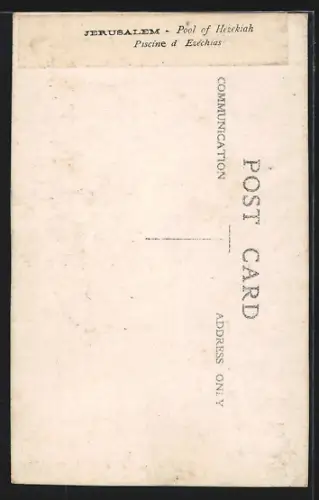 JERUSALEM - Pool of Hezekiah
Piscine d' Ezéchias
POST CARD
COMMUNICATION
ADDRESS ONLY